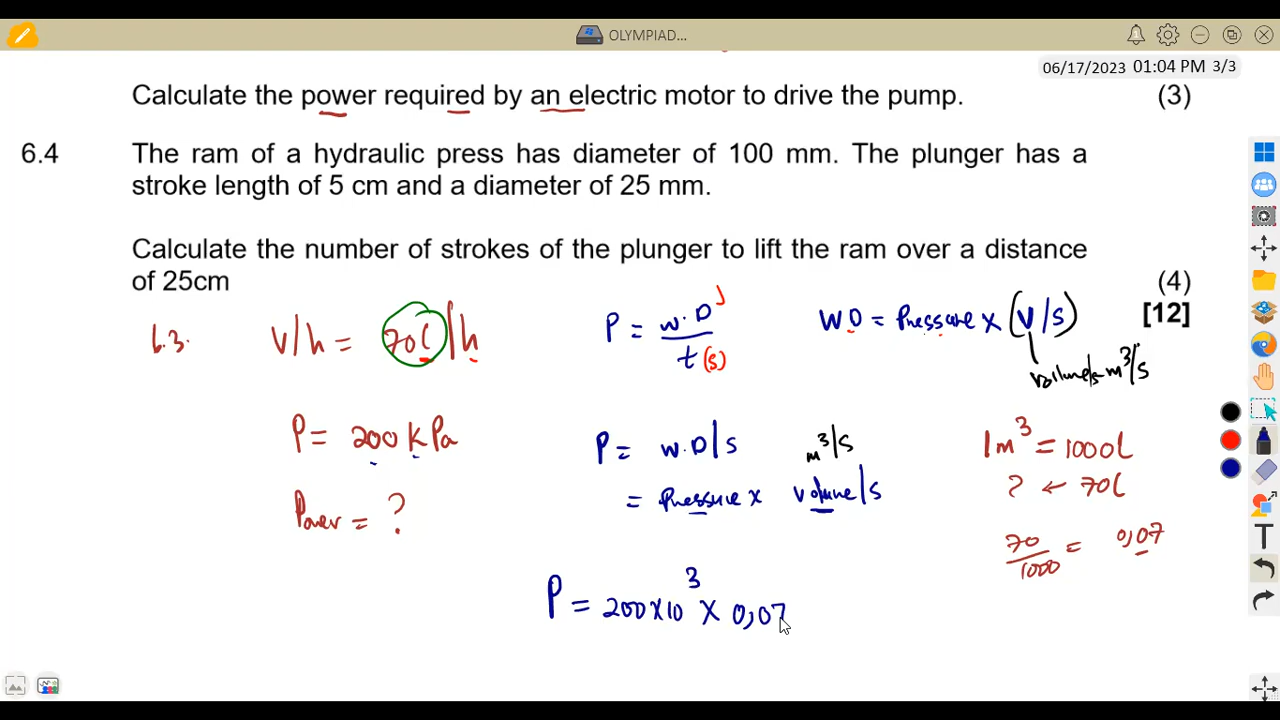 OLYMPIAD...
06/17/2023 01:04 PM 3/3
Calculate the power required by an electric motor to drive the pump. (3)
6.4 The ram of a hydraulic press has diameter of 100 mm. The plunger has a
stroke length of 5 cm and a diameter of 25 mm.
Calculate the number of strokes of the plunger to lift the ram over a distance
of 25cm (4)
[12]
6.3. V/h = 70L/h
P = W.D J / t (s)
WD = Pressure x (V/s)
volume/s m³/s
P = 200 kPa
P = W.D/s
m³/s
= Pressure x volume/s
1m³ = 1000L
? ← 70L
Power = ?
70/1000 = 0,07
P = 200x10³ x 0,07
T